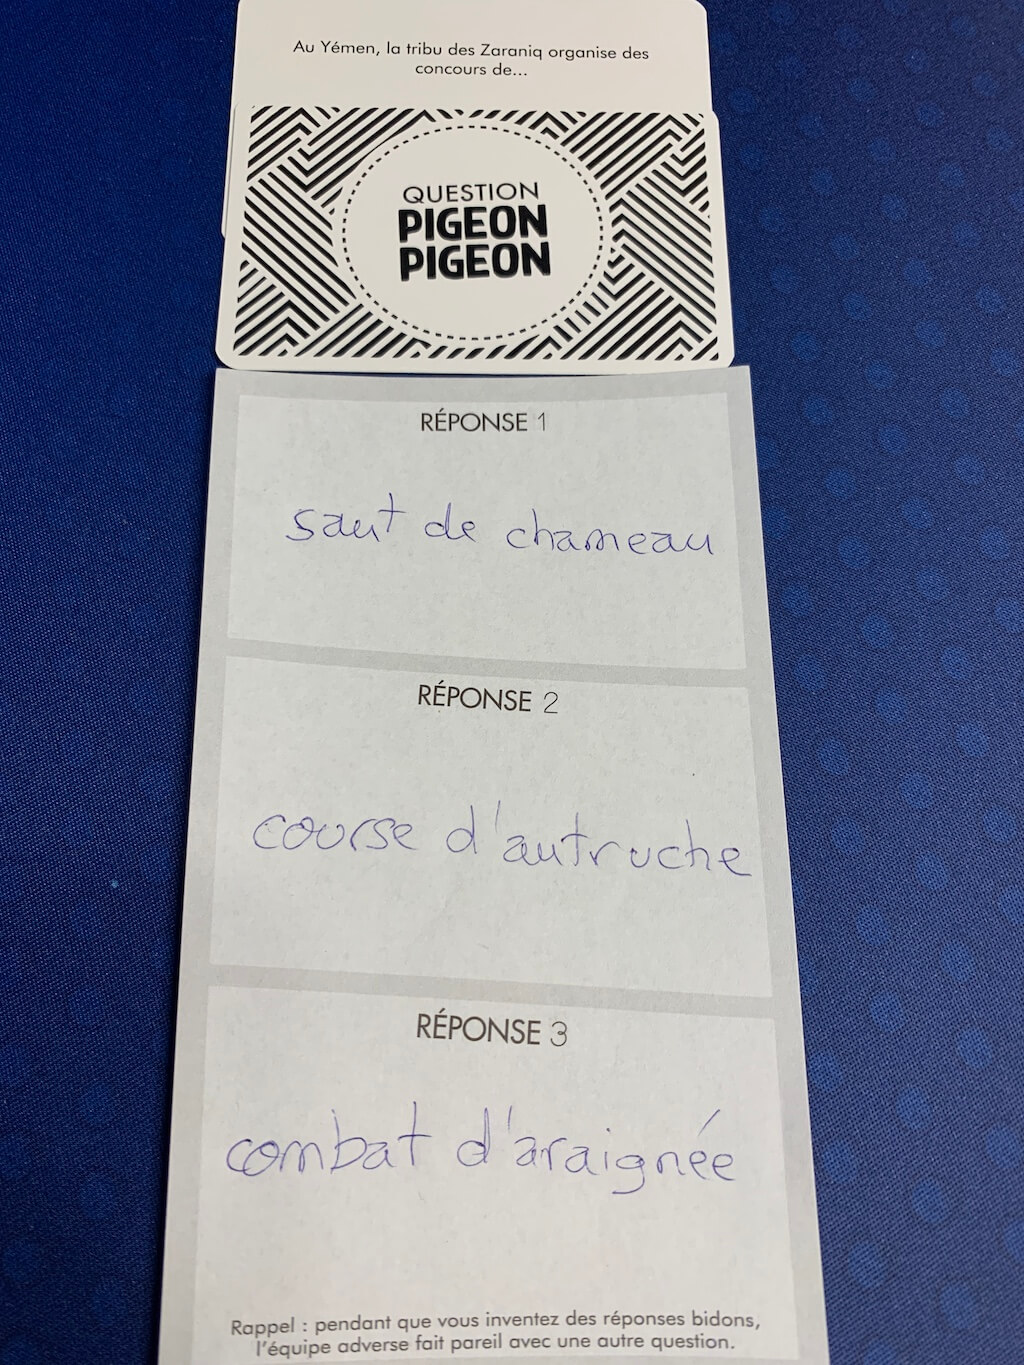 Au Yémen, la tribu des Zaraniq organise des
concours de...
QUESTION
PIGEON
PIGEON
RÉPONSE 1
saut de chameau
RÉPONSE 2
course d'autruche
RÉPONSE 3
combat d'araignée
Rappel : pendant que vous inventez des réponses bidons,
l'équipe adverse fait pareil avec une autre question.